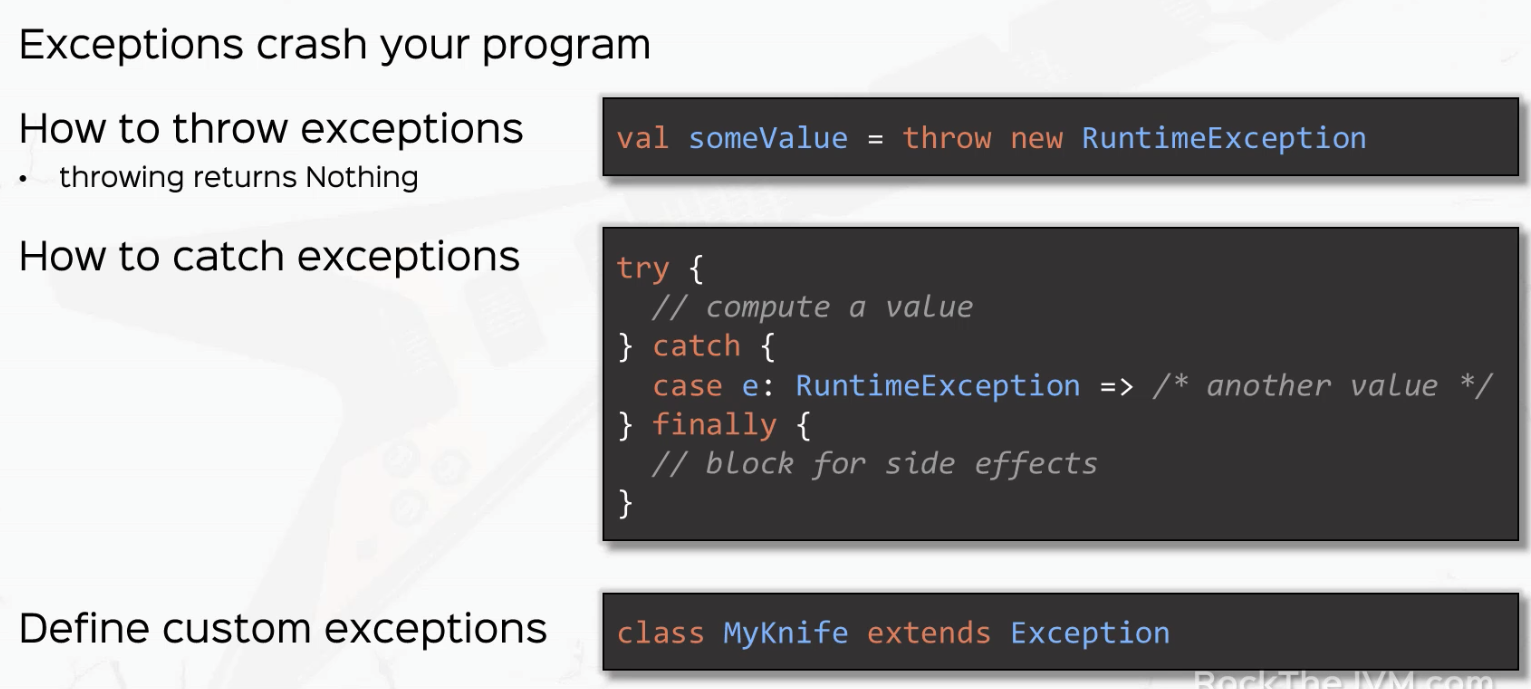 Exceptions crash your program
How to throw exceptions
• throwing returns Nothing
val someValue = throw new RuntimeException
How to catch exceptions
try {
// compute a value
} catch {
case e: RuntimeException => /* another value */
} finally {
// block for side effects
}
Define custom exceptions
class MyKnife extends Exception
RockTheJVM.com